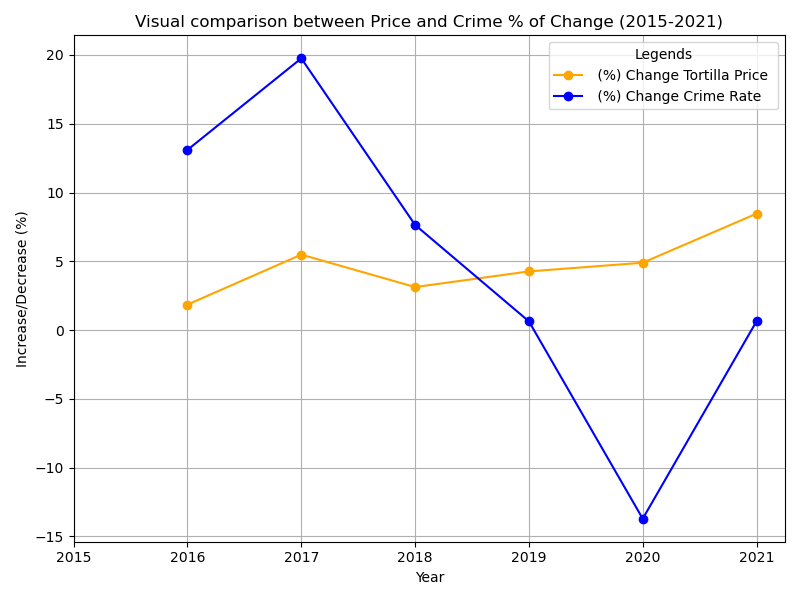 Visual comparison between Price and Crime % of Change (2015-2021)
Legends
(%) Change Tortilla Price
(%) Change Crime Rate
Increase/Decrease (%)
20
15
10
5
0
−5
−10
−15
2015 2016 2017 2018 2019 2020 2021
Year